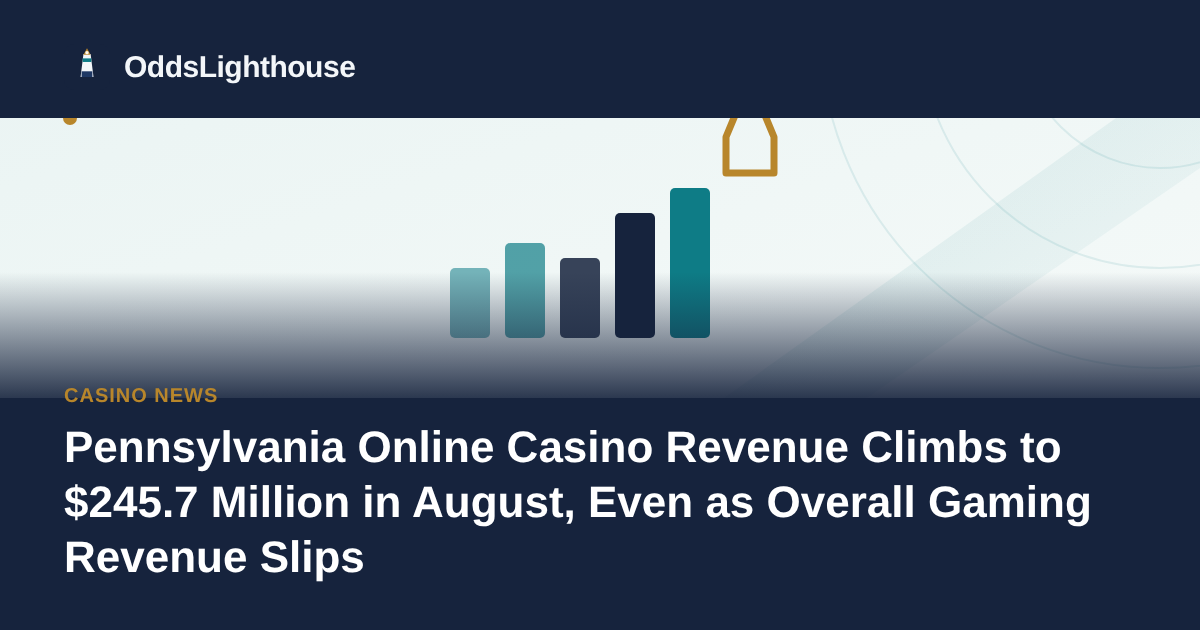 OddsLighthouse
CASINO NEWS
Pennsylvania Online Casino Revenue Climbs to
$245.7 Million in August, Even as Overall Gaming
Revenue Slips